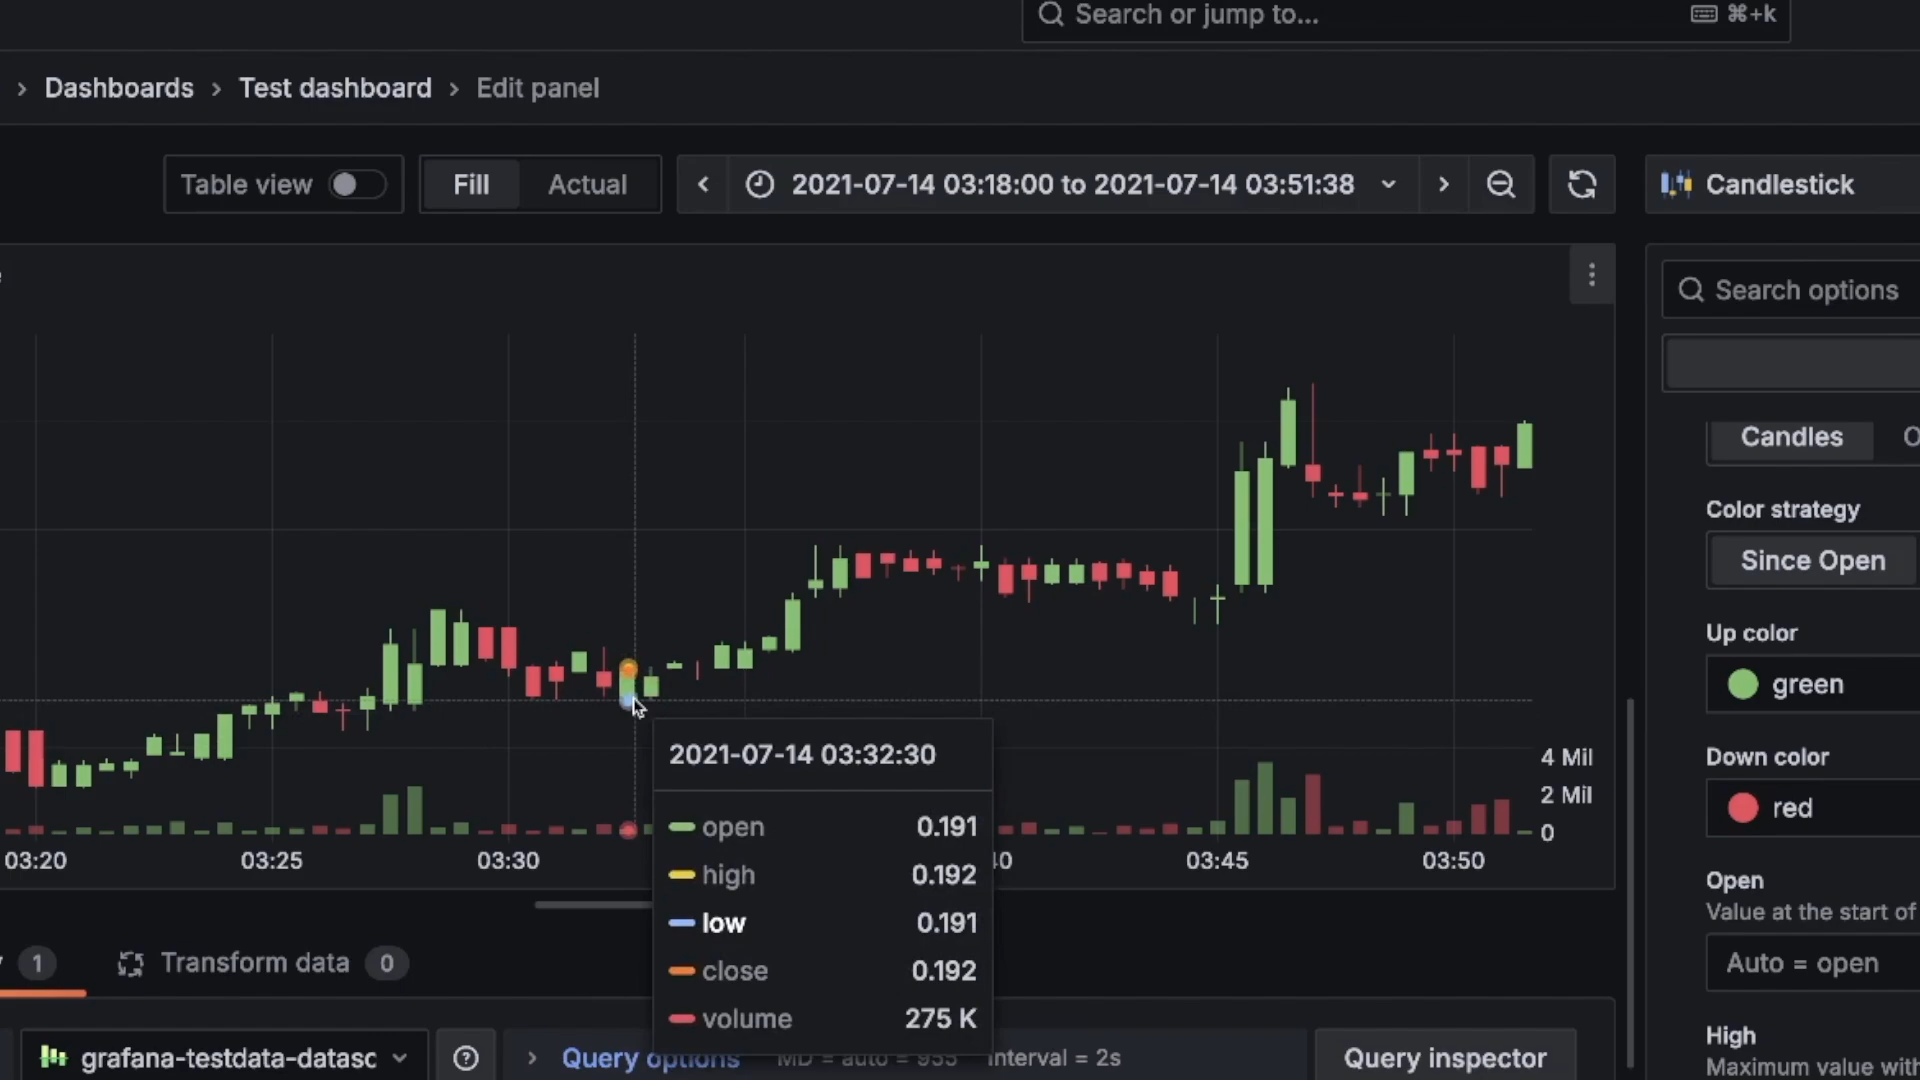 Search or jump to... ⌘+k
› Dashboards › Test dashboard › Edit panel
Table view
Fill Actual
2021-07-14 03:18:00 to 2021-07-14 03:51:38
Candlestick
Search options
Candles
Color strategy
Since Open
Up color
green
Down color
red
Open
Value at the start of
Auto = open
High
4 Mil
2 Mil
0
03:20 03:25 03:30 03:45 03:50
2021-07-14 03:32:30
open 0.191
high 0.192
low 0.191
close 0.192
volume 275 K
1 Transform data 0
grafana-testdata-datasc
Query options MD = auto = 955 Interval = 2s
Query inspector
Maximum value with